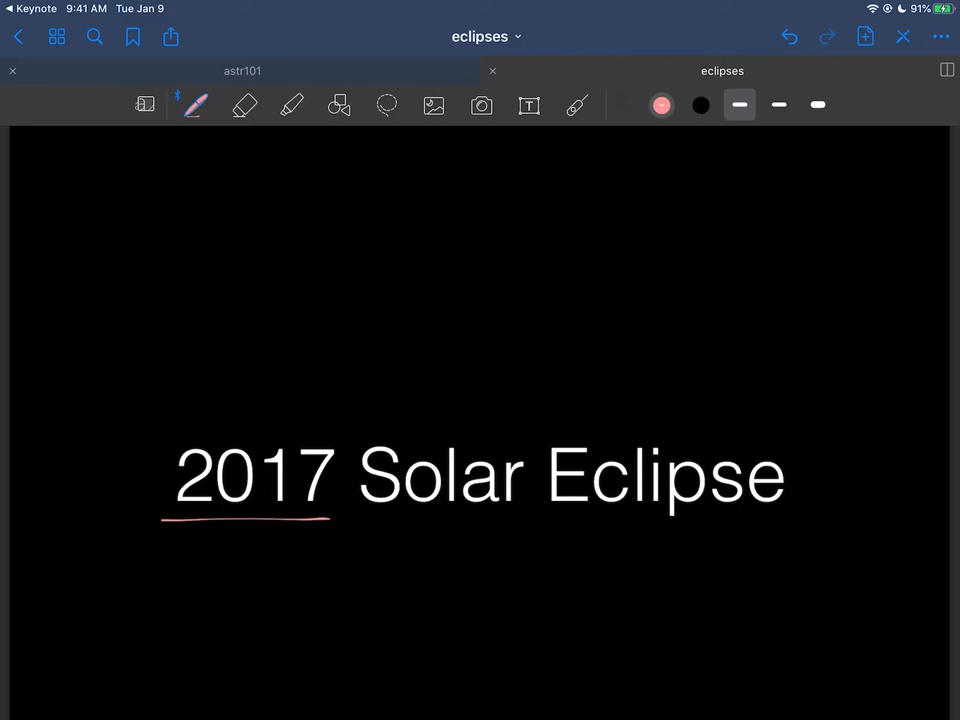 Keynote 9:41 AM Tue Jan 9 91%
eclipses
astr101 eclipses
T
2017 Solar Eclipse